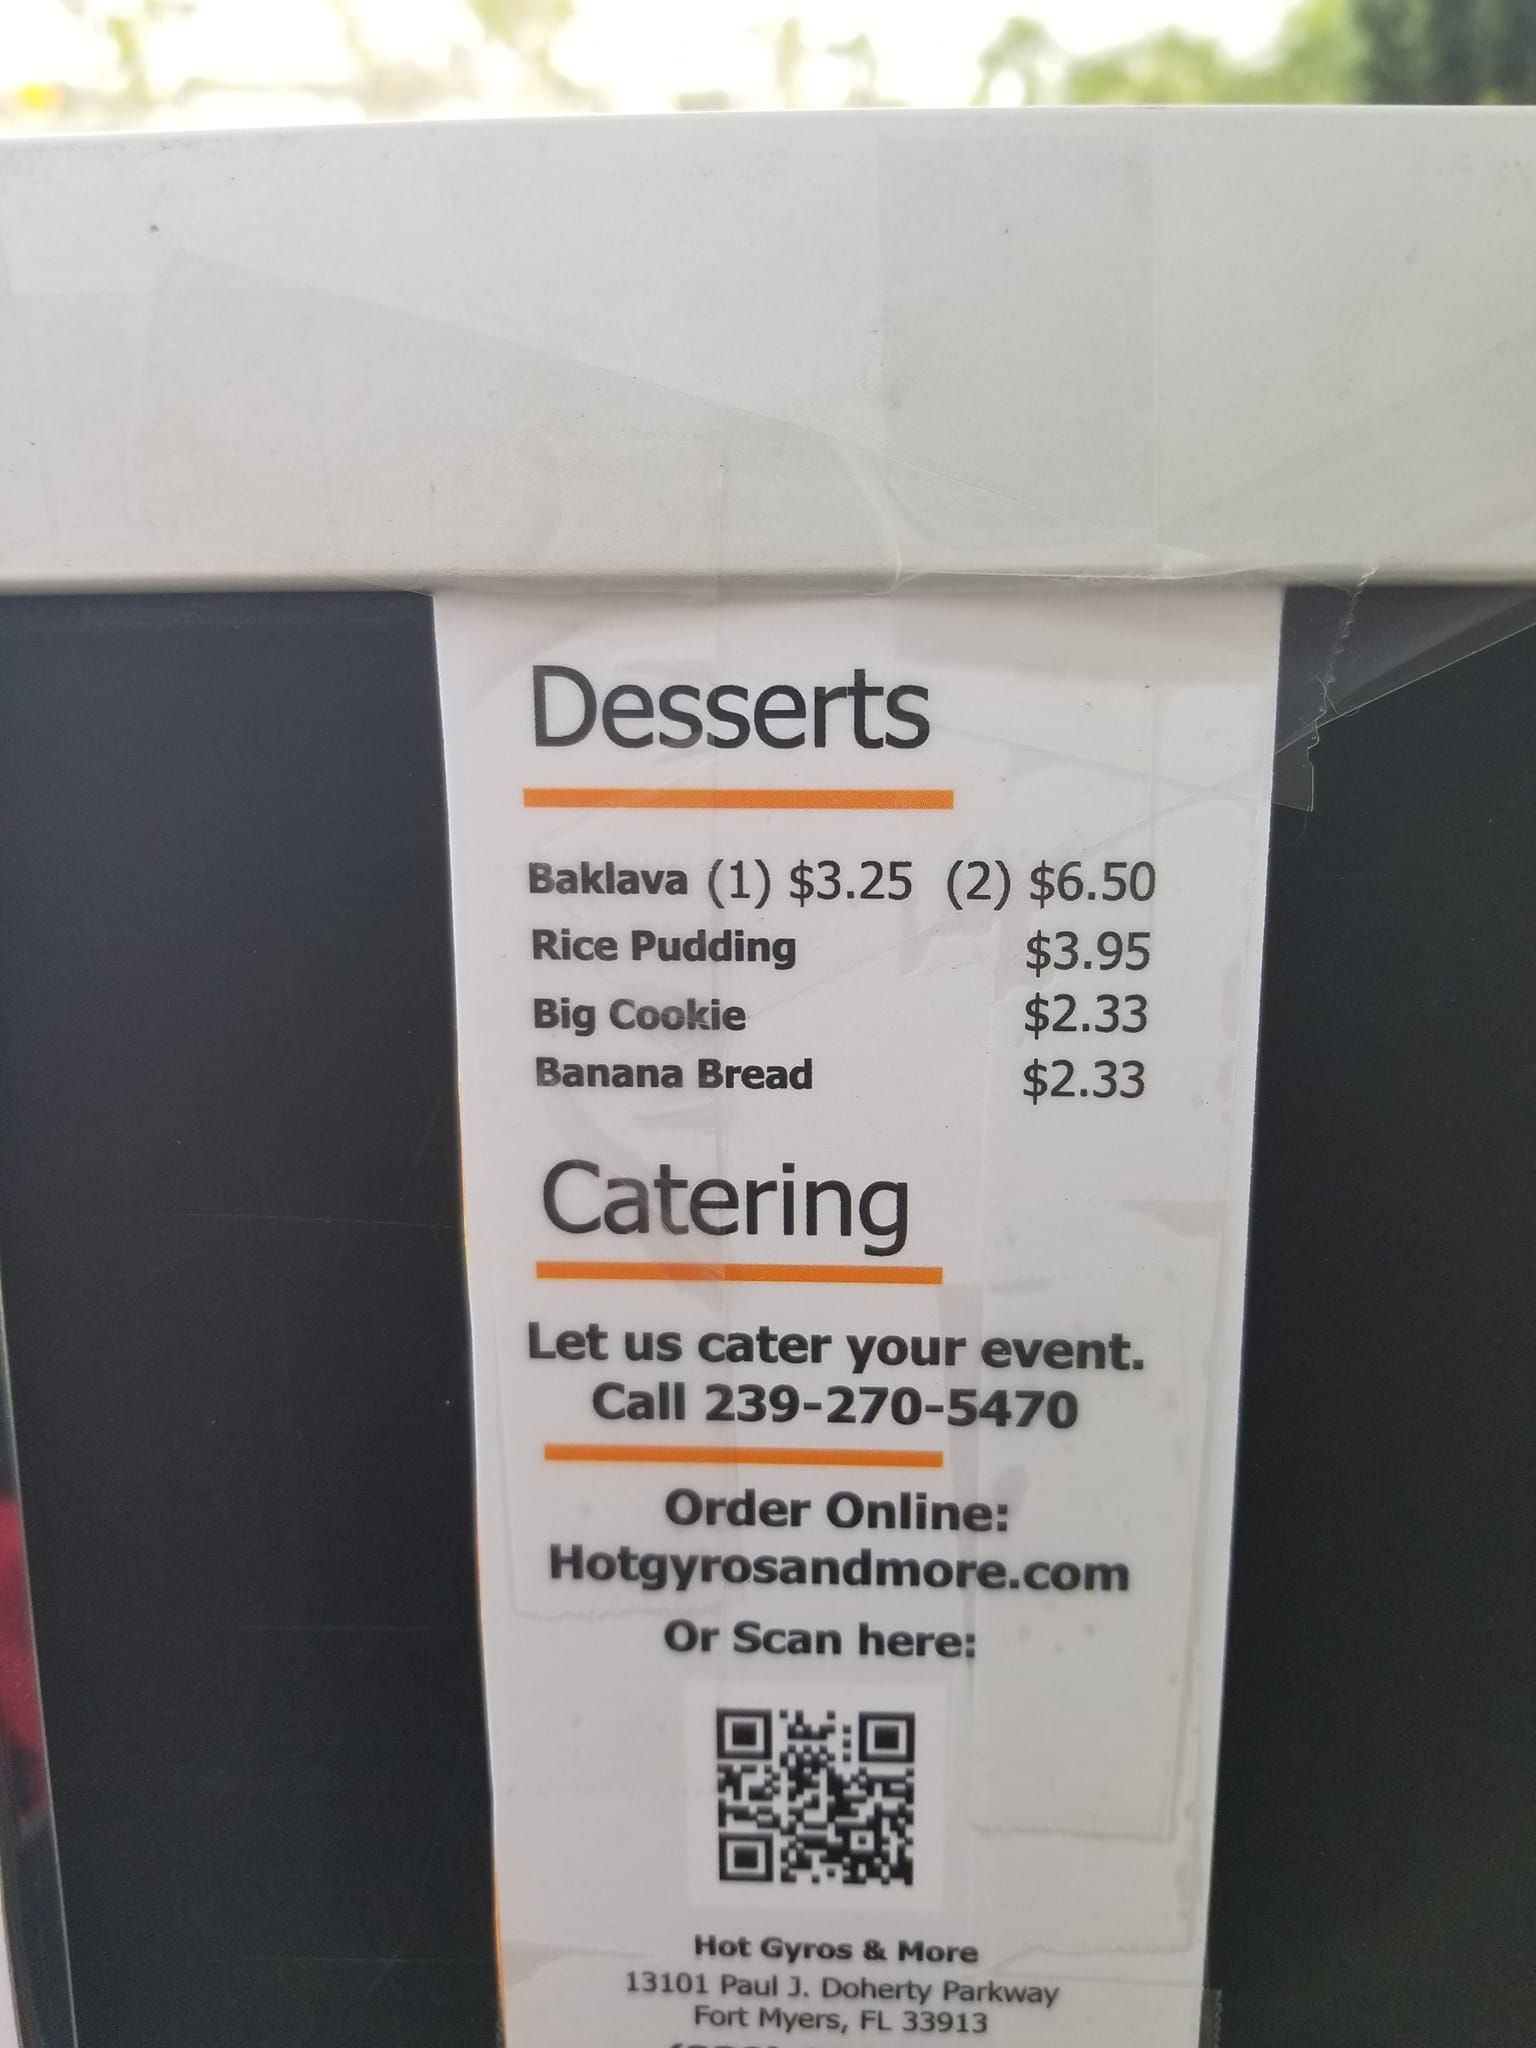 Desserts
Baklava (1) $3.25 (2) $6.50
Rice Pudding $3.95
Big Cookie $2.33
Banana Bread $2.33
Catering
Let us cater your event.
Call 239-270-5470
Order Online:
Hotgyrosandmore.com
Or Scan here:
Hot Gyros & More
13101 Paul J. Doherty Parkway
Fort Myers, FL 33913